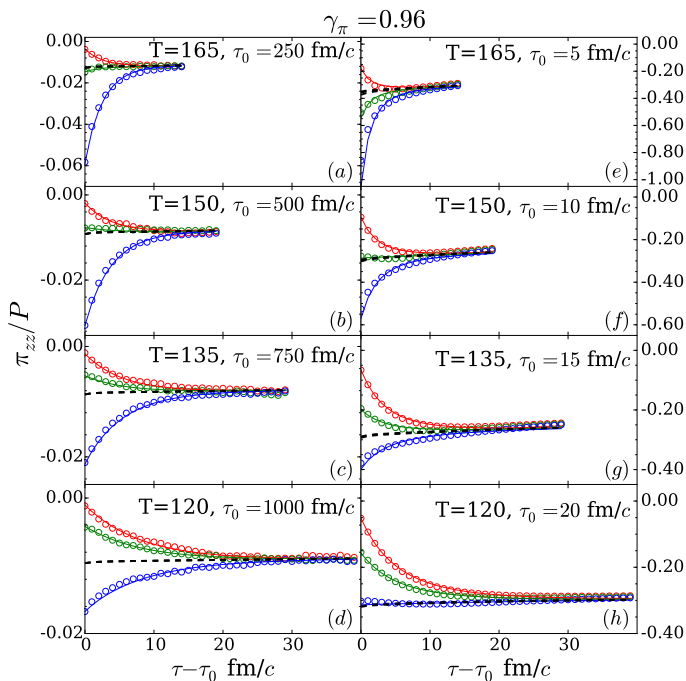 γπ =0.96
0.00
-0.02
-0.04
-0.06
T=165, τ0 =250 fm/c
(a)
T=165, τ0 =5 fm/c
(e)
0.00
-0.20
-0.40
-0.60
-0.80
-1.00
0.00
-0.02
T=150, τ0 =500 fm/c
(b)
T=150, τ0 =10 fm/c
(f)
0.00
-0.20
-0.40
-0.60
πzz/P
0.00
-0.02
T=135, τ0 =750 fm/c
(c)
T=135, τ0 =15 fm/c
(g)
0.00
-0.20
-0.40
0.00
-0.02
T=120, τ0 =1000 fm/c
(d)
T=120, τ0 =20 fm/c
(h)
0.00
-0.20
-0.40
0 10 20 30 0 10 20 30
τ−τ0 fm/c
τ−τ0 fm/c